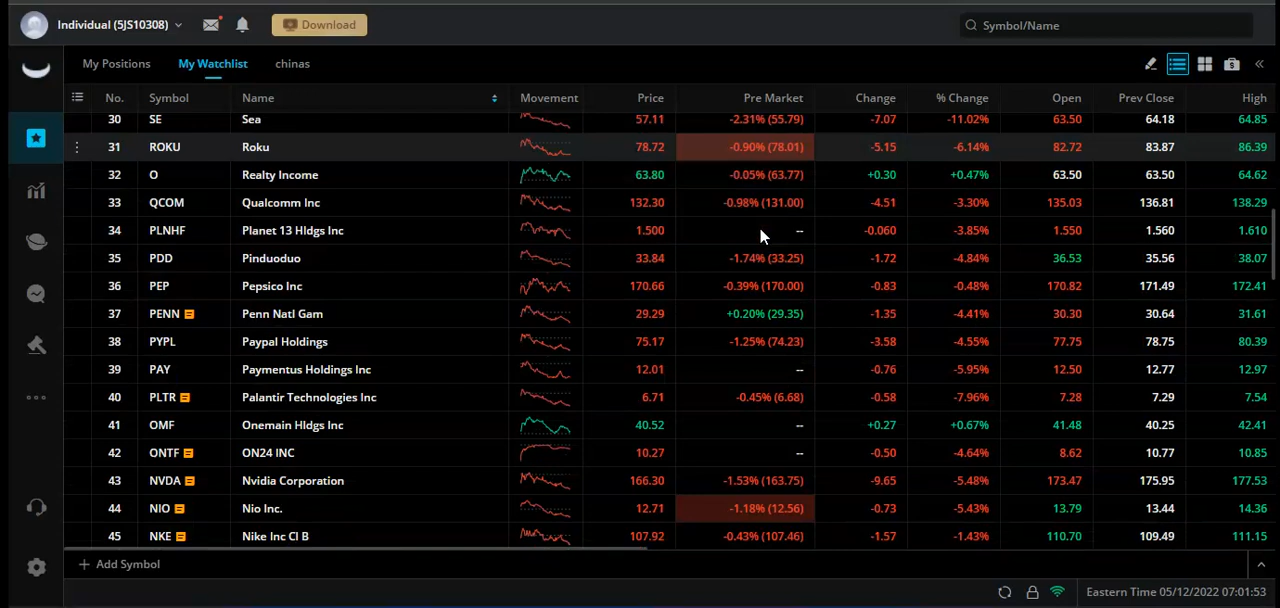 Individual (5JS10308) Download Symbol/Name
My Positions My Watchlist chinas
No. Symbol Name Movement Price Pre Market Change % Change Open Prev Close High
30 SE Sea 57.11 -2.31% (55.79) -7.07 -11.02% 63.50 64.18 64.85
31 ROKU Roku 78.72 -0.90% (78.01) -5.15 -6.14% 82.72 83.87 86.39
32 O Realty Income 63.80 -0.05% (63.77) +0.30 +0.47% 63.50 63.50 64.62
33 QCOM Qualcomm Inc 132.30 -0.98% (131.00) -4.51 -3.30% 135.03 136.81 138.29
34 PLNHF Planet 13 Hldgs Inc 1.500 -- -0.060 -3.85% 1.550 1.560 1.610
35 PDD Pinduoduo 33.84 -1.74% (33.25) -1.72 -4.84% 36.53 35.56 38.07
36 PEP Pepsico Inc 170.66 -0.39% (170.00) -0.83 -0.48% 170.82 171.49 172.41
37 PENN Penn Natl Gam 29.29 +0.20% (29.35) -1.35 -4.41% 30.30 30.64 31.61
38 PYPL Paypal Holdings 75.17 -1.25% (74.23) -3.58 -4.55% 77.75 78.75 80.39
39 PAY Paymentus Holdings Inc 12.01 -- -0.76 -5.95% 12.50 12.77 12.97
40 PLTR Palantir Technologies Inc 6.71 -0.45% (6.68) -0.58 -7.96% 7.28 7.29 7.54
41 OMF Onemain Hldgs Inc 40.52 -- +0.27 +0.67% 41.48 40.25 42.41
42 ONTF ON24 INC 10.27 -- -0.50 -4.64% 8.62 10.77 10.85
43 NVDA Nvidia Corporation 166.30 -1.53% (163.75) -9.65 -5.48% 173.47 175.95 177.53
44 NIO Nio Inc. 12.71 -1.18% (12.56) -0.73 -5.43% 13.79 13.44 14.36
45 NKE Nike Inc Cl B 107.92 -0.43% (107.46) -1.57 -1.43% 110.70 109.49 111.15
Add Symbol
Eastern Time 05/12/2022 07:01:53